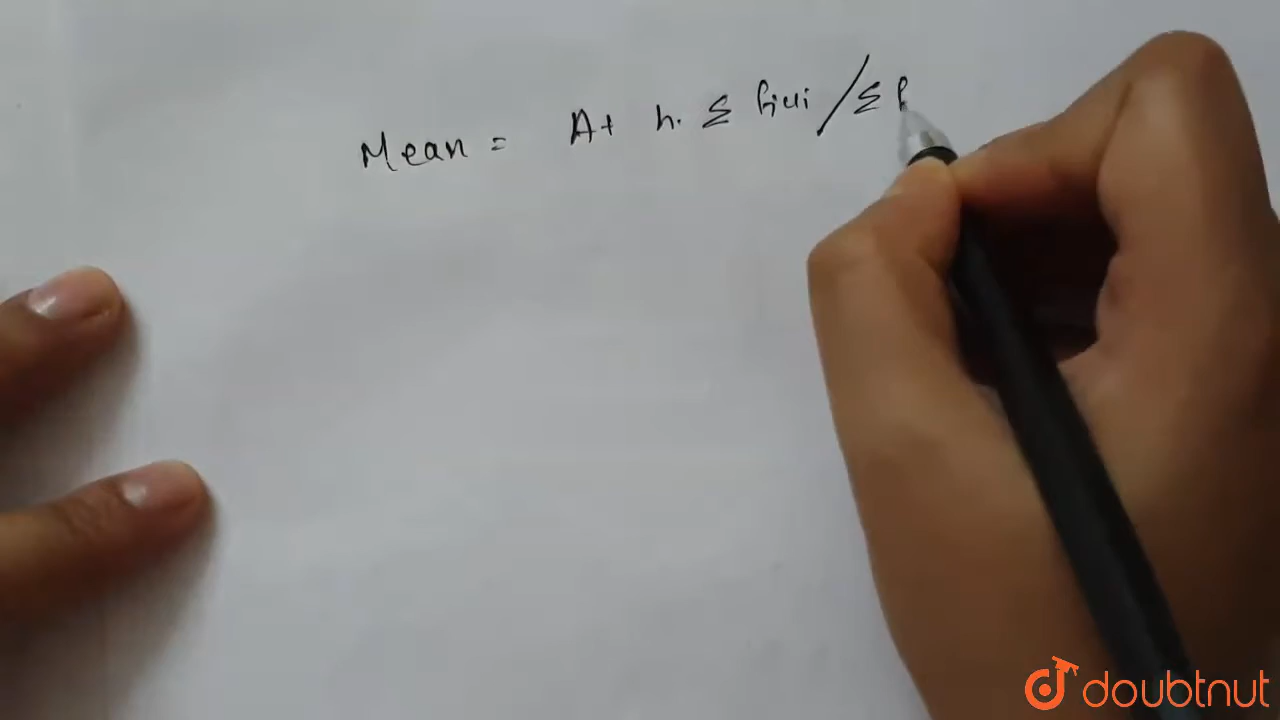 Mean = A+ h. Σ fiui / Σ f
doubtnut